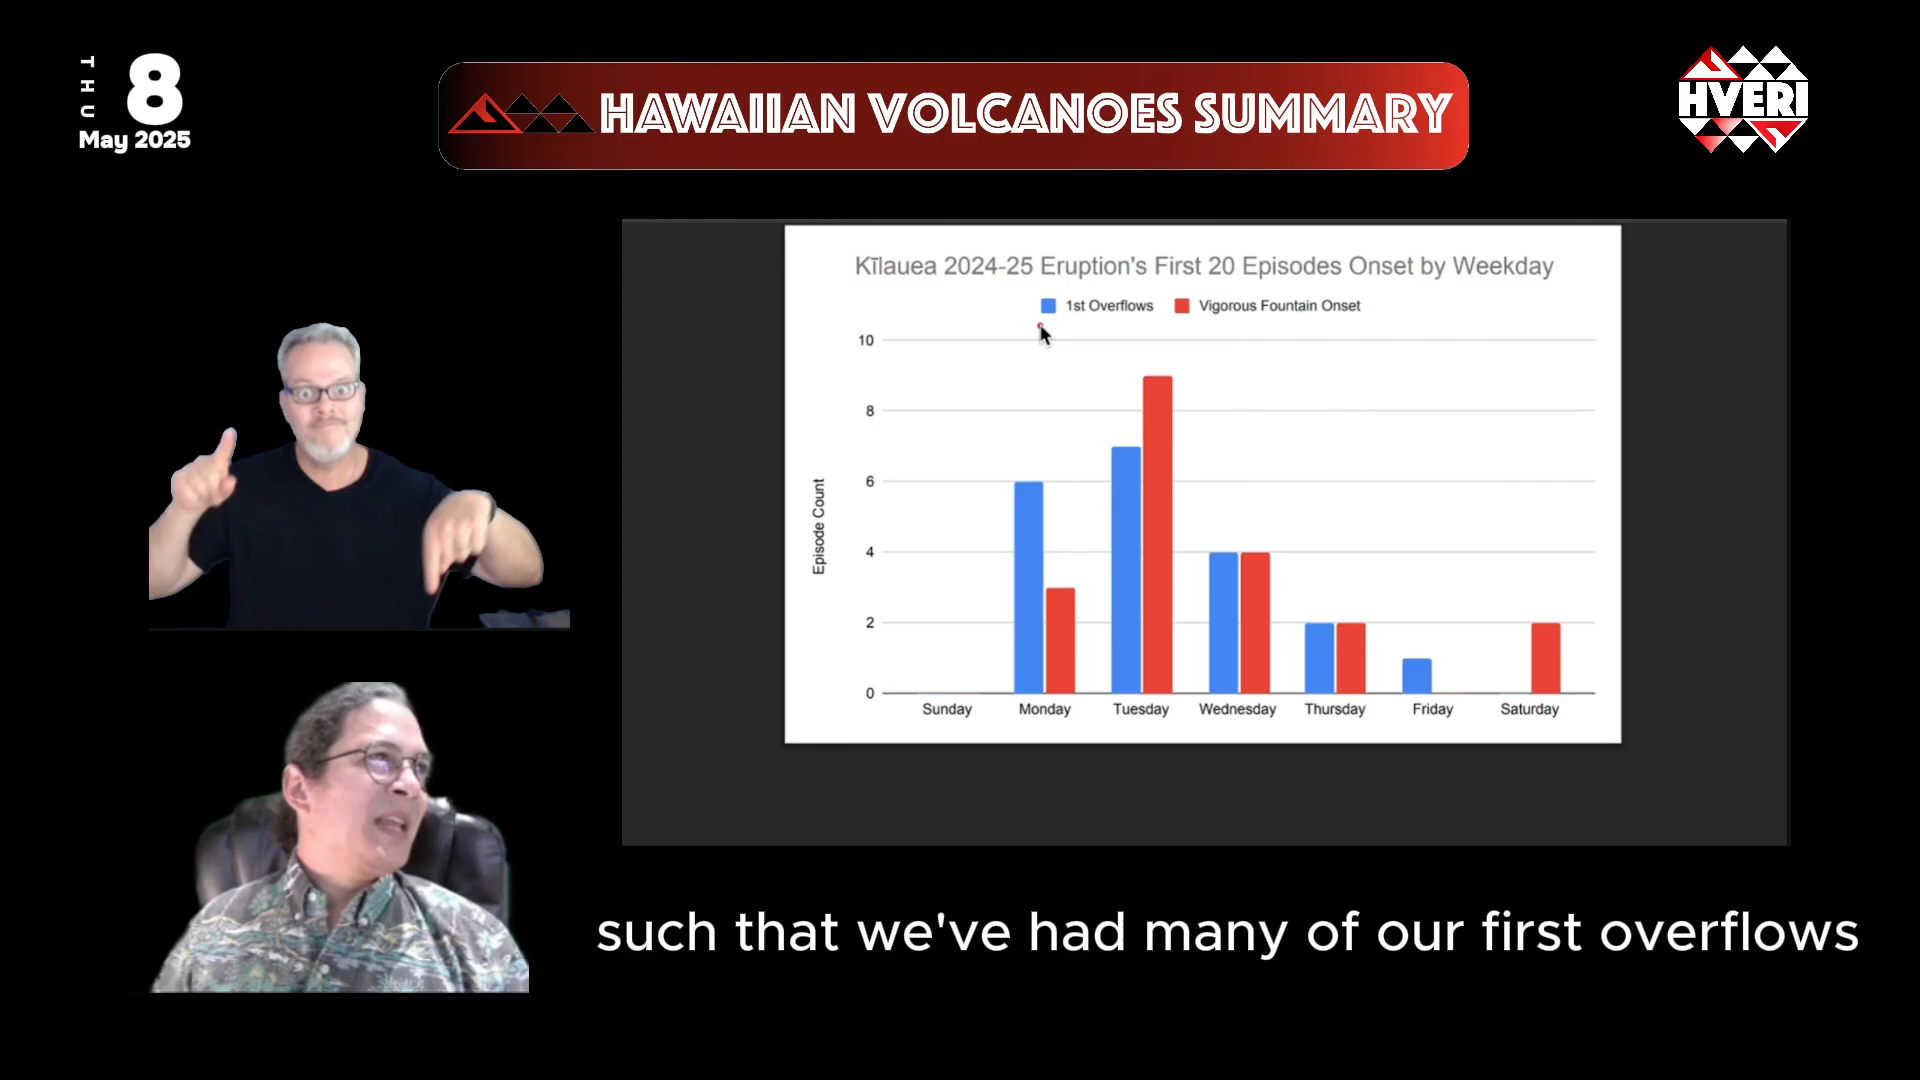 THU
8
May 2025
HAWAIIAN VOLCANOES SUMMARY
HVERI
Kīlauea 2024-25 Eruption's First 20 Episodes Onset by Weekday
1st Overflows
Vigorous Fountain Onset
Episode Count
10
8
6
4
2
0
Sunday
Monday
Tuesday
Wednesday
Thursday
Friday
Saturday
such that we've had many of our first overflows